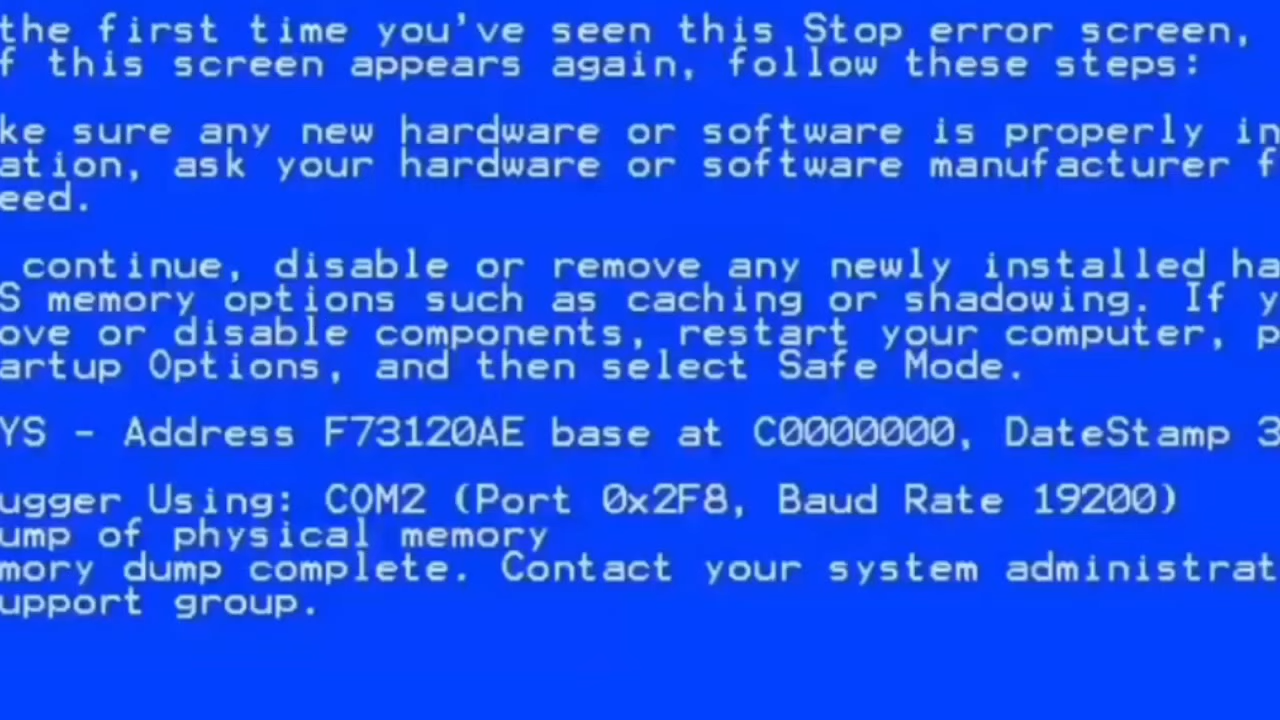 the first time you've seen this Stop error screen,
f this screen appears again, follow these steps:
ke sure any new hardware or software is properly in
ation, ask your hardware or software manufacturer f
eed.
continue, disable or remove any newly installed ha
S memory options such as caching or shadowing. If y
ove or disable components, restart your computer, p
artup Options, and then select Safe Mode.
YS - Address F73120AE base at C0000000, DateStamp 3
ugger Using: COM2 (Port 0x2F8, Baud Rate 19200)
ump of physical memory
mory dump complete. Contact your system administrat
upport group.